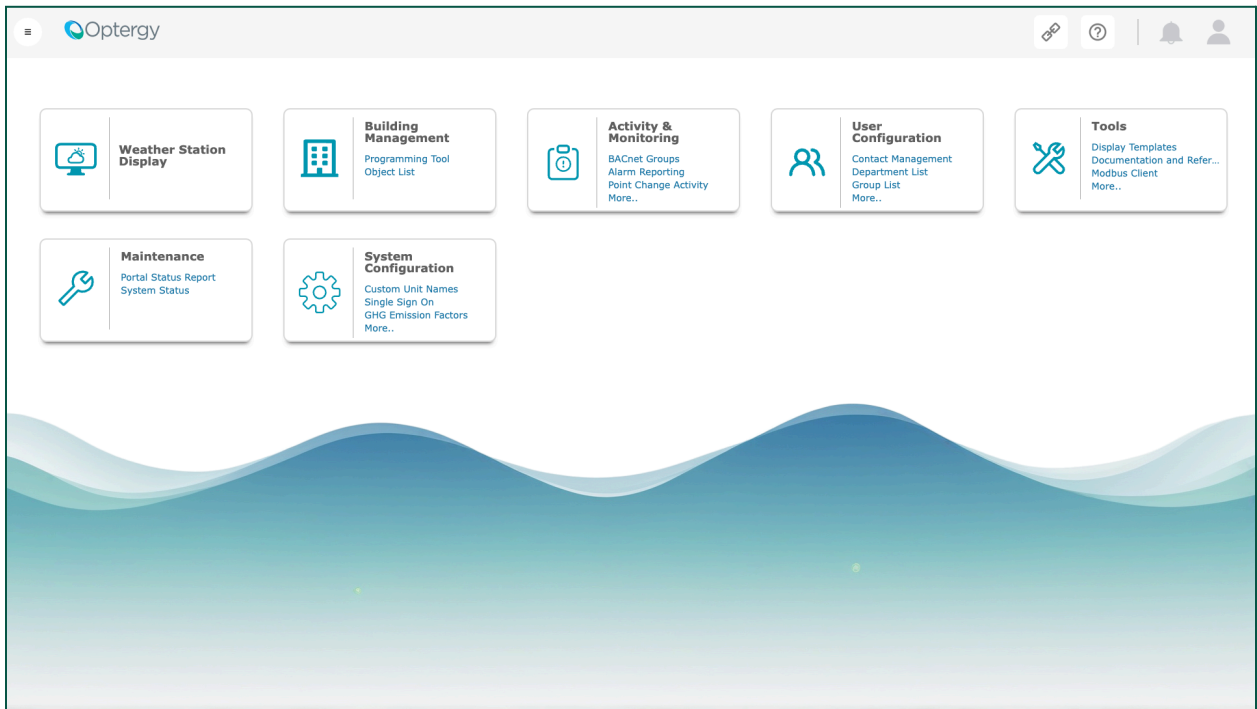 Optergy
Weather Station
Display
Building
Management
Programming Tool
Object List
Activity &
Monitoring
BACnet Groups
Alarm Reporting
Point Change Activity
More..
User
Configuration
Contact Management
Department List
Group List
More..
Tools
Display Templates
Documentation and Refer...
Modbus Client
More..
Maintenance
Portal Status Report
System Status
System
Configuration
Custom Unit Names
Single Sign On
GHG Emission Factors
More..